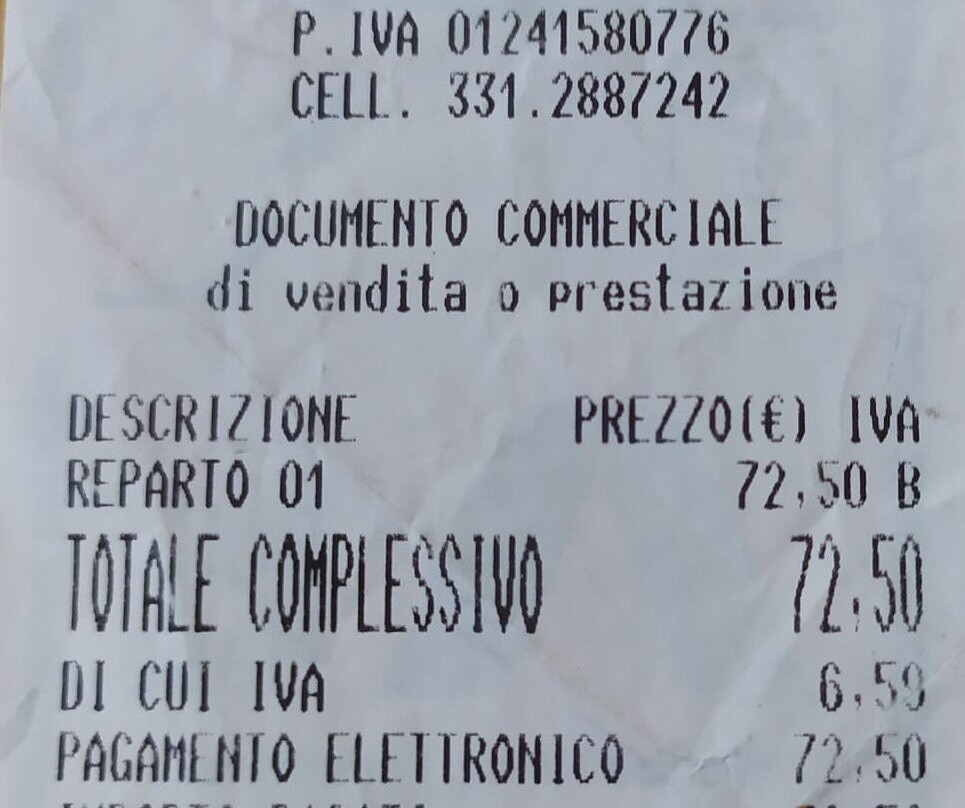 P.IVA 01241580776
CELL. 331.2887242
DOCUMENTO COMMERCIALE
di vendita o prestazione
DESCRIZIONE PREZZO(€) IVA
REPARTO 01 72,50 B
TOTALE COMPLESSIVO 72,50
DI CUI IVA 6,59
PAGAMENTO ELETTRONICO 72,50